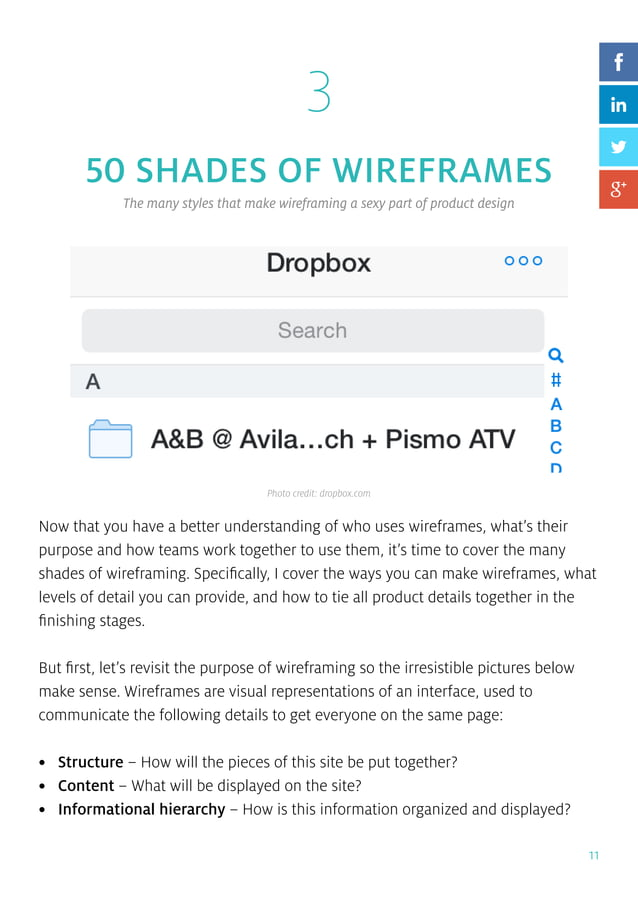 3
50 SHADES OF WIREFRAMES
The many styles that make wireframing a sexy part of product design
f
in
g+
Dropbox
Search
A
#
A
B
C
D
A&B @ Avila…ch + Pismo ATV
Photo credit: dropbox.com
Now that you have a better understanding of who uses wireframes, what’s their
purpose and how teams work together to use them, it’s time to cover the many
shades of wireframing. Specifically, I cover the ways you can make wireframes, what
levels of detail you can provide, and how to tie all product details together in the
finishing stages.
But first, let’s revisit the purpose of wireframing so the irresistible pictures below
make sense. Wireframes are visual representations of an interface, used to
communicate the following details to get everyone on the same page:
• Structure – How will the pieces of this site be put together?
• Content – What will be displayed on the site?
• Informational hierarchy – How is this information organized and displayed?
11